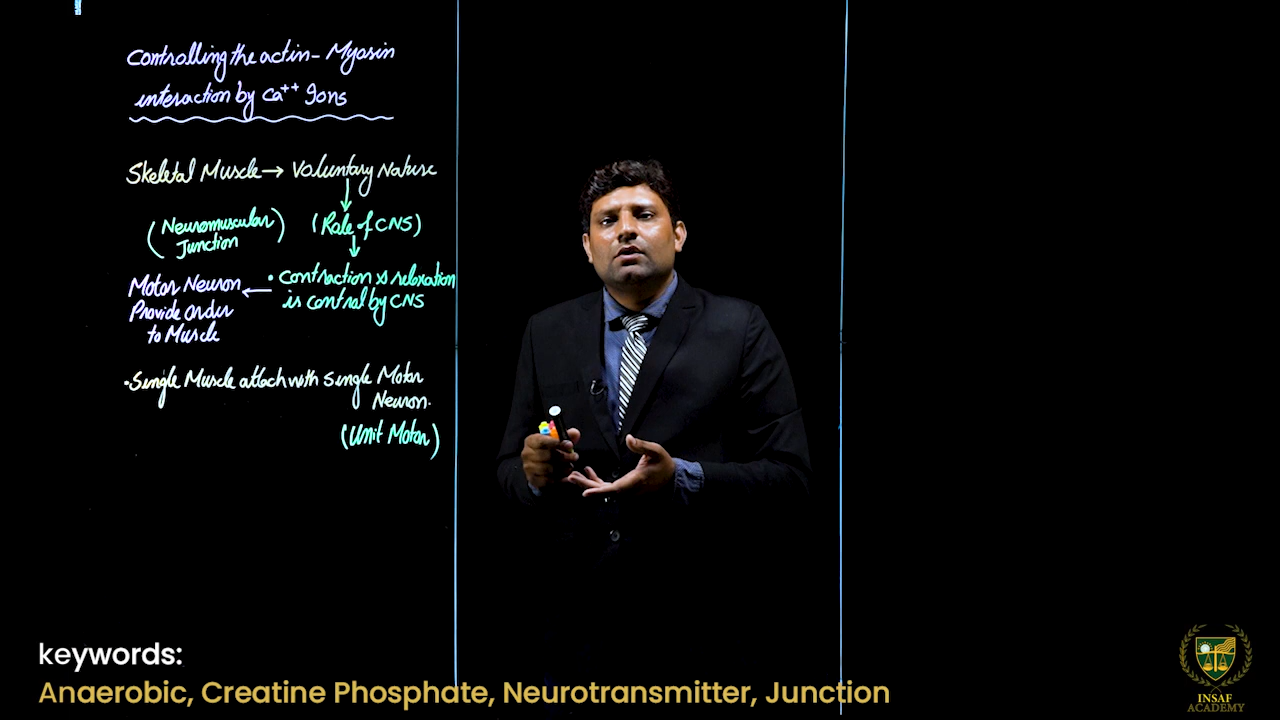 Controlling the actin- Myosin
interaction by Ca++ Ions
Skeletal Muscle → Voluntary Nature
(Neuromuscular Junction)
(Role of CNS)
• Contraction & relaxation
is control by CNS
Motor Neuron
Provide order
to Muscle
• Single Muscle attach with Single Motor
Neuron.
(Unit Motor)
keywords:
Anaerobic, Creatine Phosphate, Neurotransmitter, Junction
INSAF
ACADEMY